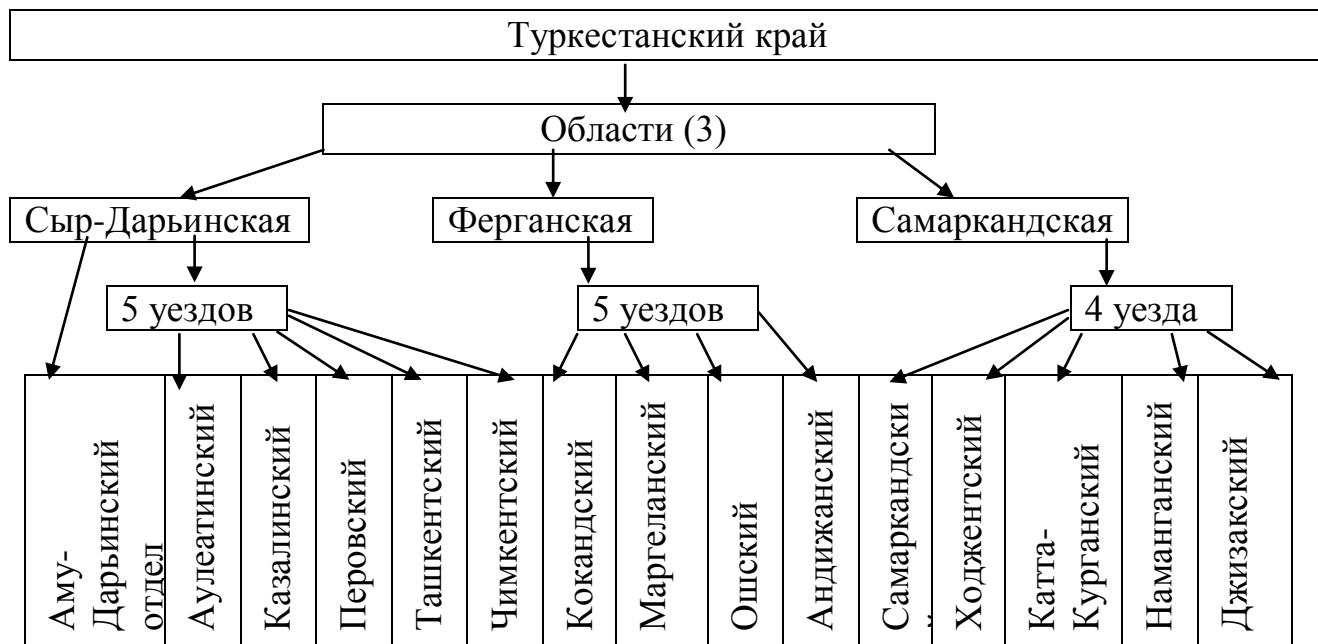 Туркестанский край
Области (3)
Сыр-Дарьинская
Ферганская
Самаркандская
5 уездов
5 уездов
4 уезда
Аму-
Дарьинский
отдел
Аулеатинский
Казалинский
Перовский
Ташкентский
Чимкентский
Кокандский
Маргеланский
Ошский
Андижанский
Самаркандски
й
Ходжентский
Катта-
Курганский
Наманганский
Джизакский